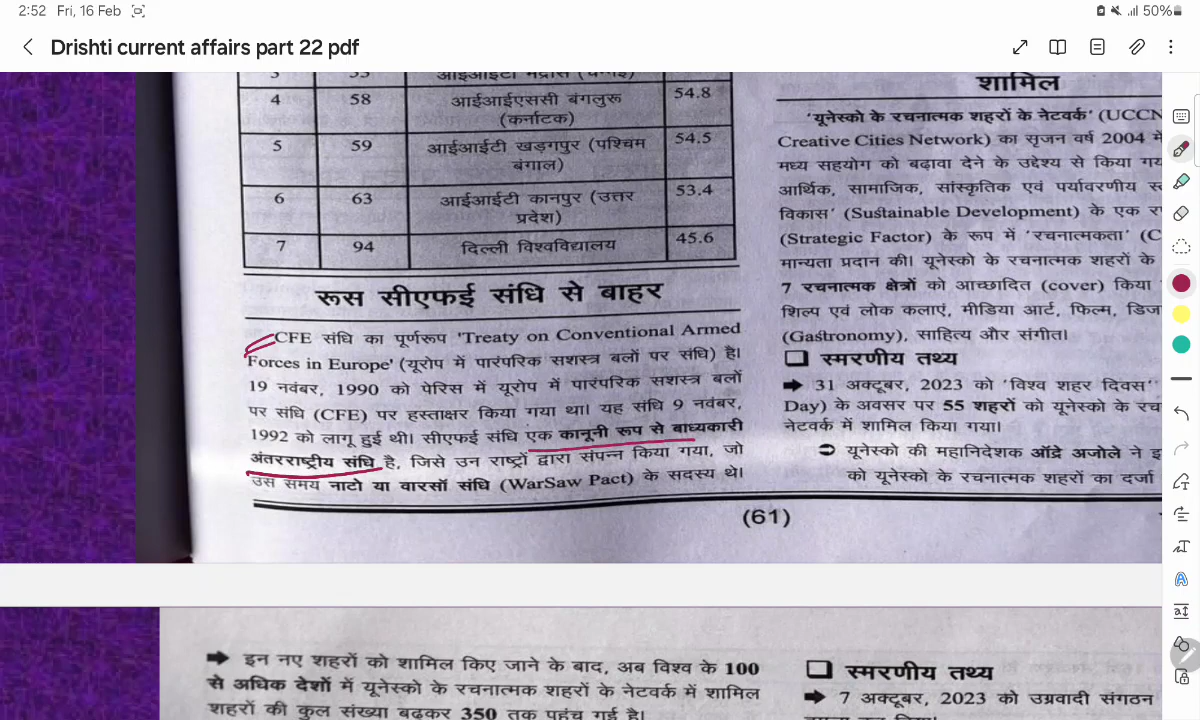 2:52 Fri, 16 Feb
50%
Drishti current affairs part 22 pdf
4 58 आईआईएससी बंगलुरू (कर्नाटक) 54.8
5 59 आईआईटी खड़गपुर (पश्चिम बंगाल) 54.5
6 63 आईआईटी कानपुर (उत्तर प्रदेश) 53.4
7 94 दिल्ली विश्वविद्यालय 45.6
रूस सीएफई संधि से बाहर
CFE संधि का पूर्णरूप 'Treaty on Conventional Armed
Forces in Europe' (यूरोप में पारंपरिक सशस्त्र बलों पर संधि) है।
19 नवंबर, 1990 को पेरिस में यूरोप में पारंपरिक सशस्त्र बलों
पर संधि (CFE) पर हस्ताक्षर किया गया था। यह संधि 9 नवंबर,
1992 को लागू हुई थी। सीएफई संधि एक कानूनी रूप से बाध्यकारी
अंतरराष्ट्रीय संधि है, जिसे उन राष्ट्रों द्वारा संपन्न किया गया, जो
उस समय नाटो या वारसॉ संधि (WarSaw Pact) के सदस्य थे।
शामिल
'यूनेस्को के रचनात्मक शहरों के नेटवर्क' (UCCN
Creative Cities Network) का सृजन वर्ष 2004 में
मध्य सहयोग को बढ़ावा देने के उद्देश्य से किया गय
आर्थिक, सामाजिक, सांस्कृतिक एवं पर्यावरणीय स्
विकास' (Sustainable Development) के एक र
(Strategic Factor) के रूप में 'रचनात्मकता' (C
मान्यता प्रदान की। यूनेस्को के रचनात्मक शहरों के
7 रचनात्मक क्षेत्रों को आच्छादित (cover) किया
शिल्प एवं लोक कलाएं, मीडिया आर्ट, फिल्म, डिज
(Gastronomy), साहित्य और संगीत।
स्मरणीय तथ्य
31 अक्टूबर, 2023 को 'विश्व शहर दिवस'
Day) के अवसर पर 55 शहरों को यूनेस्को के रच
नेटवर्क में शामिल किया गया।
यूनेस्को की महानिदेशक ऑद्रे अजोले ने इ
को यूनेस्को के रचनात्मक शहरों का दर्जा
(61)
इन नए शहरों को शामिल किए जाने के बाद, अब विश्व के 100
से अधिक देशों में यूनेस्को के रचनात्मक शहरों के नेटवर्क में शामिल
शहरों की कुल संख्या बढ़कर 350 तक पहुंच गई है।
स्मरणीय तथ्य
7 अक्टूबर, 2023 को उग्रवादी संगठन